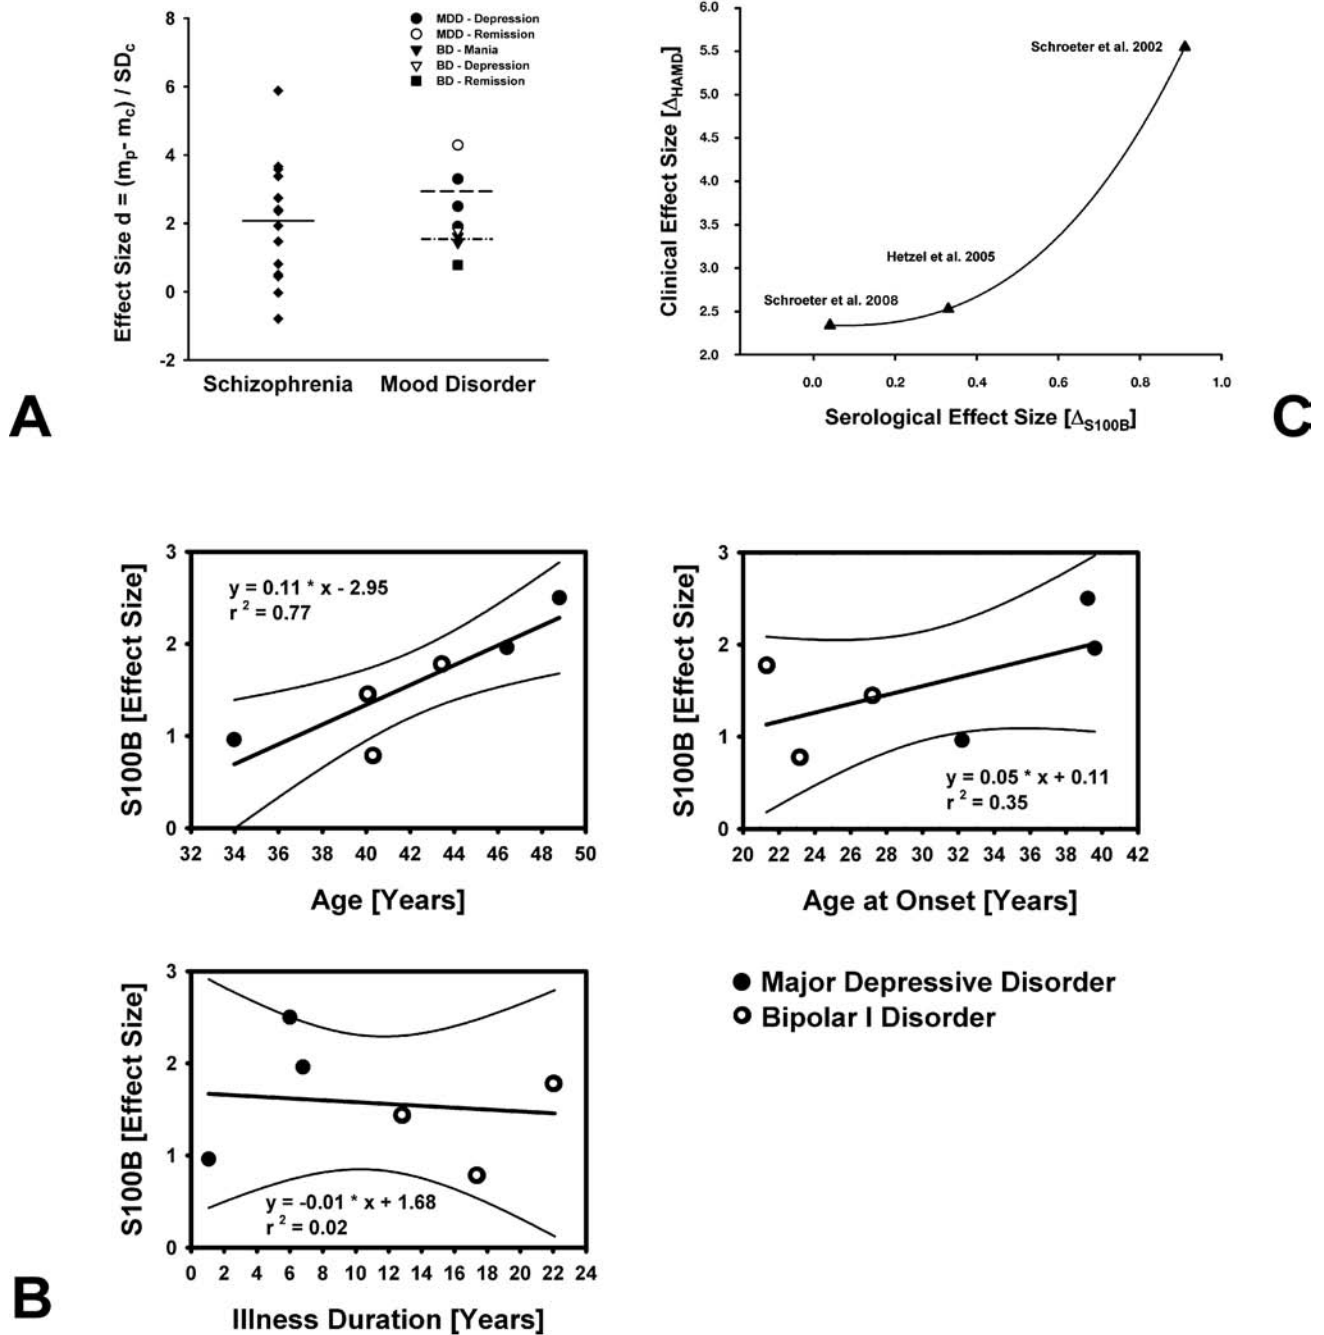 8
6
4
2
0
-2
Effect Size d = (mp- mc) / SDc
MDD - Depression
MDD - Remission
BD - Mania
BD - Depression
BD - Remission
Schizophrenia
Mood Disorder
A
5.5
5.0
4.5
4.0
3.5
3.0
2.5
2.0
Clinical Effect Size [ΔHAMD]
Schroeter et al. 2002
Hetzel et al. 2005
Schroeter et al. 2008
0.0 0.2 0.4 0.6 0.8 1.0
Serological Effect Size [ΔS100B]
C
3
2
1
0
S100B [Effect Size]
y = 0.11 * x - 2.95
r 2 = 0.77
32 34 36 38 40 42 44 46 48 50
Age [Years]
3
2
1
0
S100B [Effect Size]
y = 0.05 * x + 0.11
r 2 = 0.35
20 22 24 26 28 30 32 34 36 38 40 42
Age at Onset [Years]
3
2
1
0
S100B [Effect Size]
y = -0.01 * x + 1.68
r 2 = 0.02
0 2 4 6 8 10 12 14 16 18 20 22 24
Illness Duration [Years]
Major Depressive Disorder
Bipolar I Disorder
B